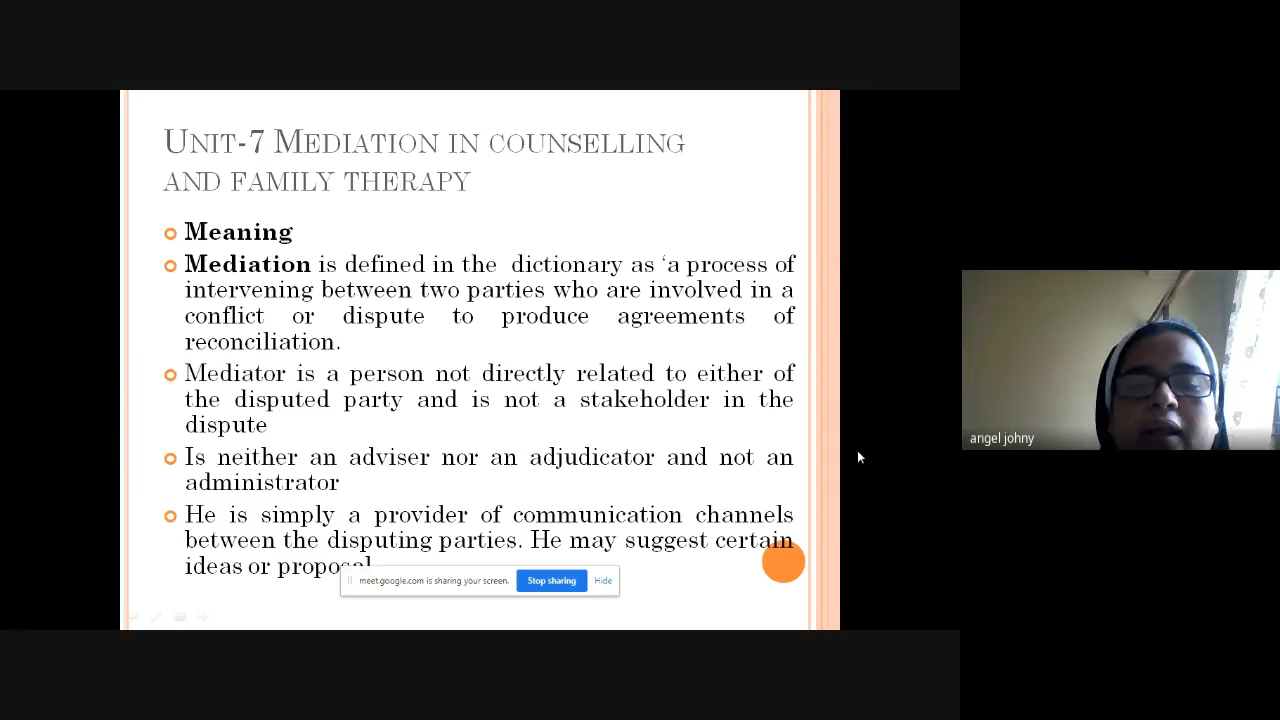 Unit-7 Mediation in counselling
and family therapy
Meaning
Mediation is defined in the dictionary as ‘a process of
intervening between two parties who are involved in a
conflict or dispute to produce agreements of
reconciliation.
Mediator is a person not directly related to either of
the disputed party and is not a stakeholder in the
dispute
Is neither an adviser nor an adjudicator and not an
administrator
He is simply a provider of communication channels
between the disputing parties. He may suggest certain
ideas or proposal
meet.google.com is sharing your screen.
Stop sharing
Hide
angel johny